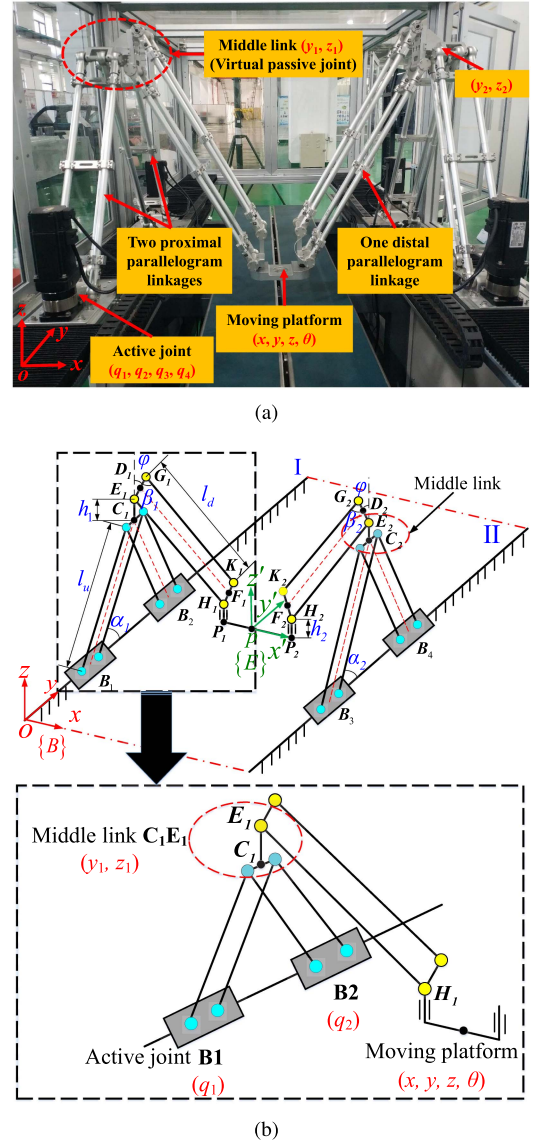 Middle link (y₁, z₁)
(Virtual passive joint)
(y₂, z₂)
Two proximal
parallelogram
linkages
One distal
parallelogram
linkage
Moving platform
(x, y, z, θ)
Active joint
(q₁, q₂, q₃, q₄)
z
y
o
x
(a)
φ
D₁
G₁
E₁
β₁
h₁
C₁
l_d
l_u
α₁
B₁
B₂
K₁
H₁
F₁
P₁
z'
y'
x'
P
{E}
I
II
φ
G₂
D₂
Middle link
β₂
E₂
C₂
K₂
H₂
F₂
h₂
P₂
α₂
B₃
B₄
z
y
O
x
{B}
E₁
Middle link C₁E₁
(y₁, z₁)
C₁
B2
(q₂)
H₁
Active joint B1
(q₁)
Moving platform
(x, y, z, θ)
(b)